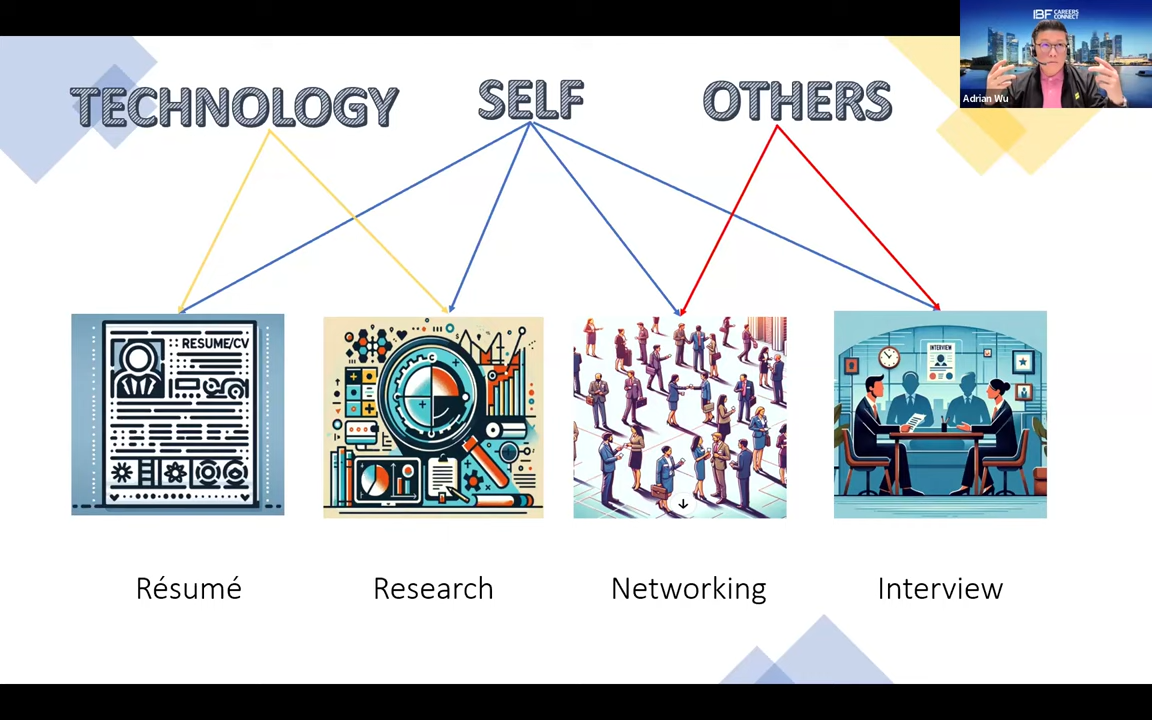 IBF CAREERS CONNECT
Adrian Wu
TECHNOLOGY SELF OTHERS
RESUME/CV
INTERVIEW
Résumé Research Networking Interview